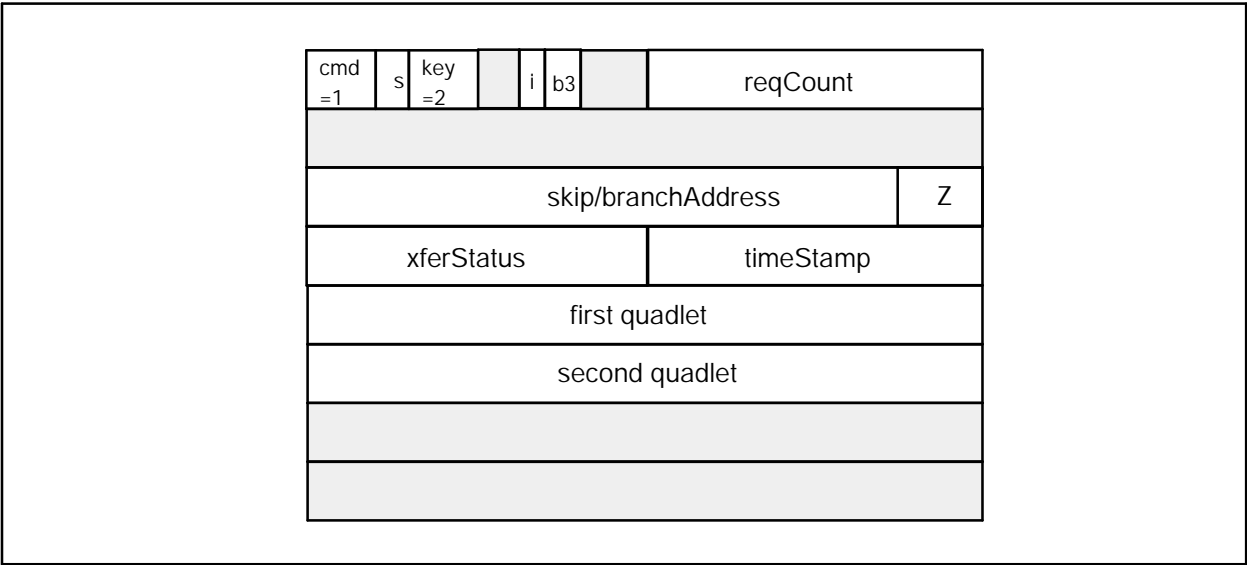 cmd =1 s key =2 i b3 reqCount
skip/branchAddress Z
xferStatus timeStamp
first quadlet
second quadlet